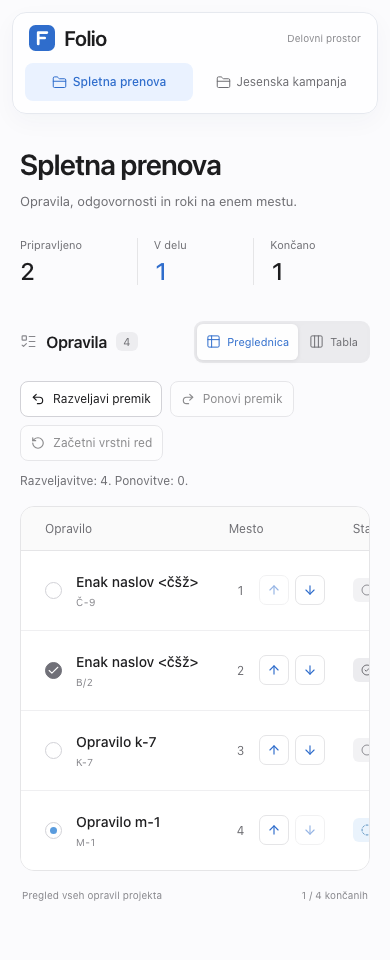 F Folio
Delovni prostor
Spletna prenova
Jesenska kampanja
Spletna prenova
Opravila, odgovornosti in roki na enem mestu.
Pripravljeno
V delu
Končano
2
1
1
Opravila 4
Preglednica
Tabla
Razveljavi premik
Ponovi premik
Začetni vrstni red
Razveljavitve: 4. Ponovitve: 0.
Opravilo
Mesto
Sta
Enak naslov <čšž>
Č-9
1
Enak naslov <čšž>
B/2
2
Opravilo k-7
K-7
3
Opravilo m-1
M-1
4
Pregled vseh opravil projekta
1 / 4 končanih